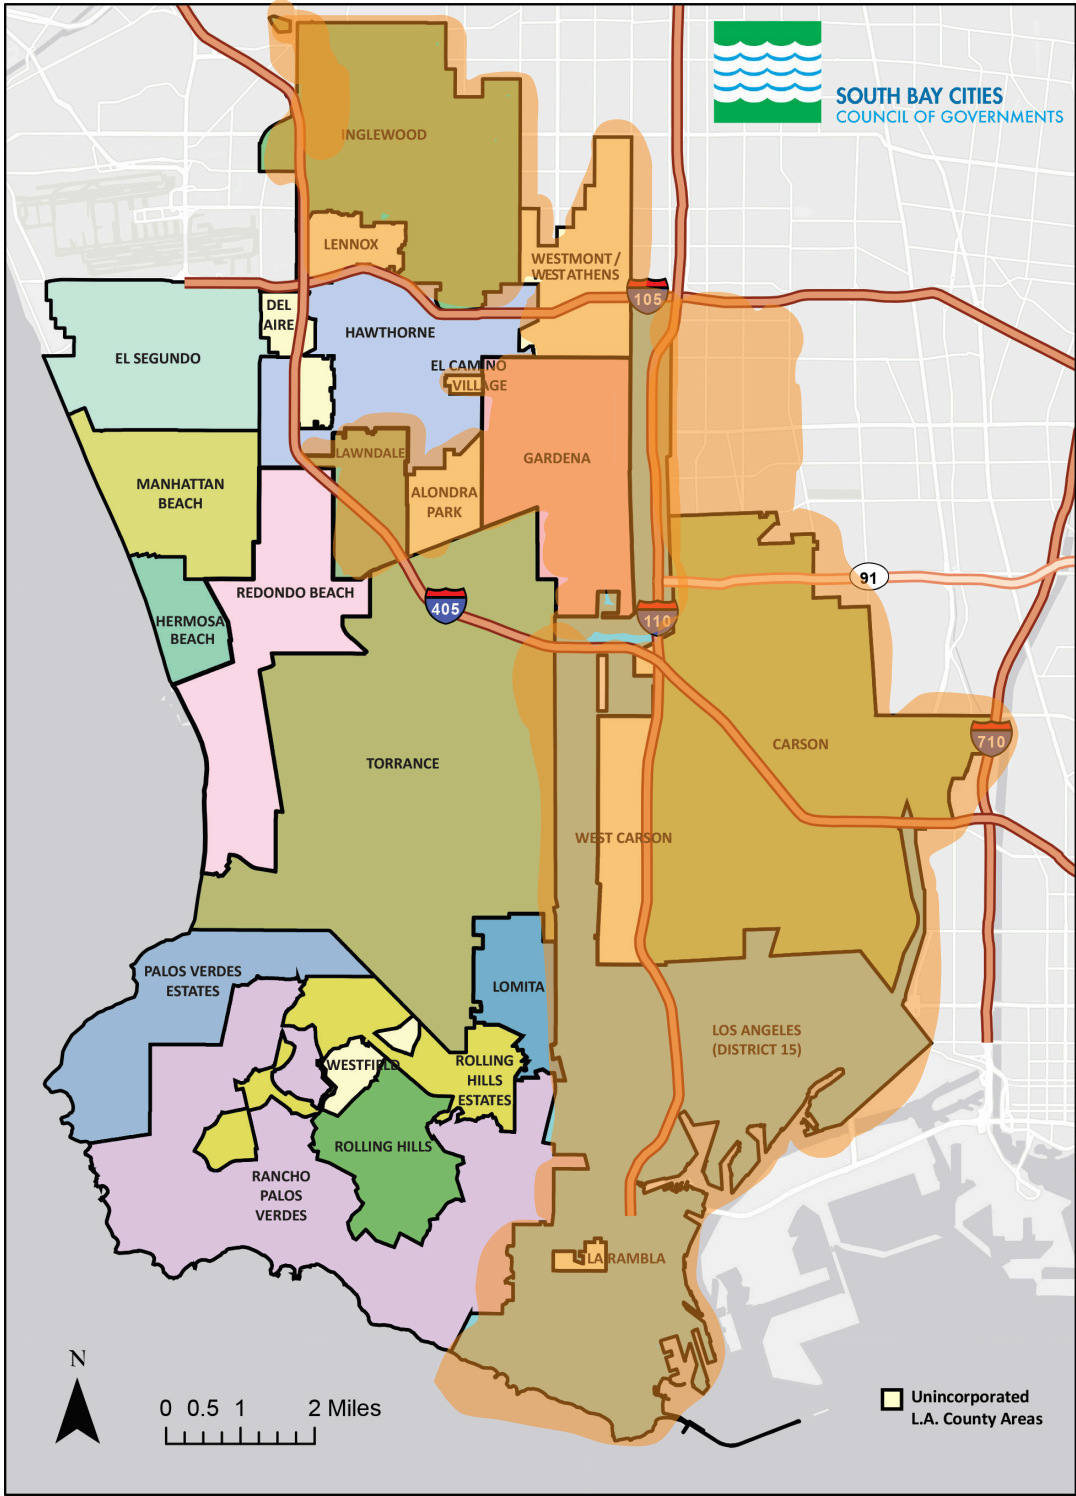 SOUTH BAY CITIES
COUNCIL OF GOVERNMENTS
INGLEWOOD
LENNOX
WESTMONT /
WEST ATHENS
105
DEL
AIRE
HAWTHORNE
EL SEGUNDO
EL CAMINO
VILLAGE
GARDENA
LAWNDALE
MANHATTAN
BEACH
ALONDRA
PARK
91
REDONDO BEACH
405
110
HERMOSA
BEACH
CARSON
710
TORRANCE
WEST CARSON
PALOS VERDES
ESTATES
LOMITA
LOS ANGELES
(DISTRICT 15)
WESTFIELD
ROLLING
HILLS
ESTATES
ROLLING HILLS
RANCHO
PALOS
VERDES
LA RAMBLA
N
0 0.5 1 2 Miles
Unincorporated
L.A. County Areas